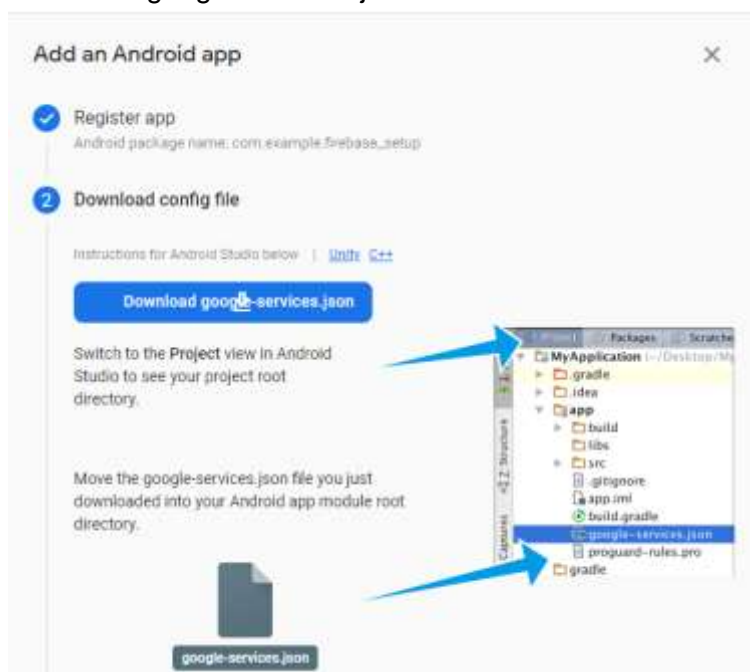 Add an Android app
Register app
Android package name: com.example.firebase_setup
2
Download config file
Instructions for Android Studio below | Unity C++
Download google-services.json
Switch to the Project view in Android
Studio to see your project root
directory.
Move the google-services.json file you just
downloaded into your Android app module root
directory.
google-services.json
Packages Scratche
MyApplication (~/Desktop/My
.gradle
.idea
app
build
libs
src
.gitignore
app.iml
build.gradle
google-services.json
proguard-rules.pro
gradle
Structure
Captures